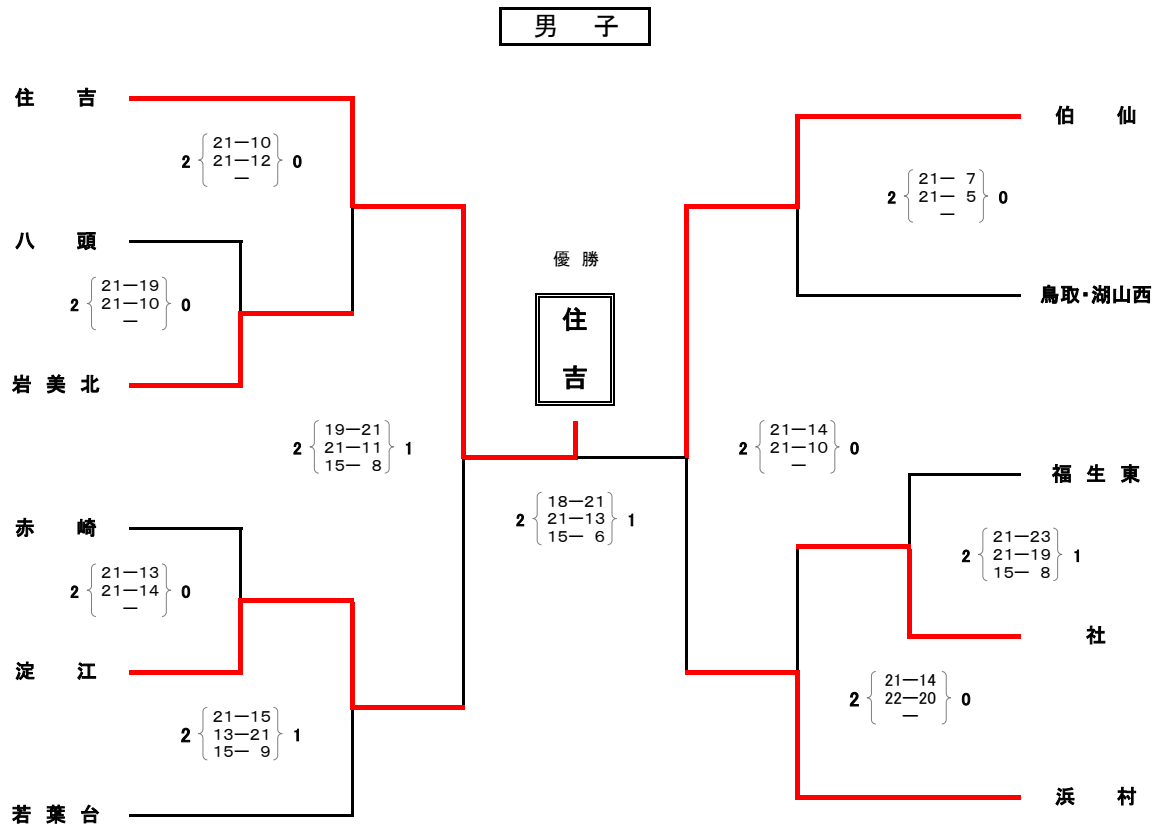 男　子
住　吉
2 21―10 0
21―12
―
八　頭
2 21―19 0
21―10
―
岩 美 北
2 19―21 1
21―11
15― 8
赤　崎
2 21―13 0
21―14
―
淀　江
2 21―15 1
13―21
15― 9
若 葉 台
優 勝
住
吉
2 18―21 1
21―13
15― 6
伯　仙
2 21― 7 0
21― 5
―
鳥取・湖山西
2 21―14 0
21―10
―
福 生 東
2 21―23 1
21―19
15― 8
社
2 21―14 0
22―20
―
浜　村